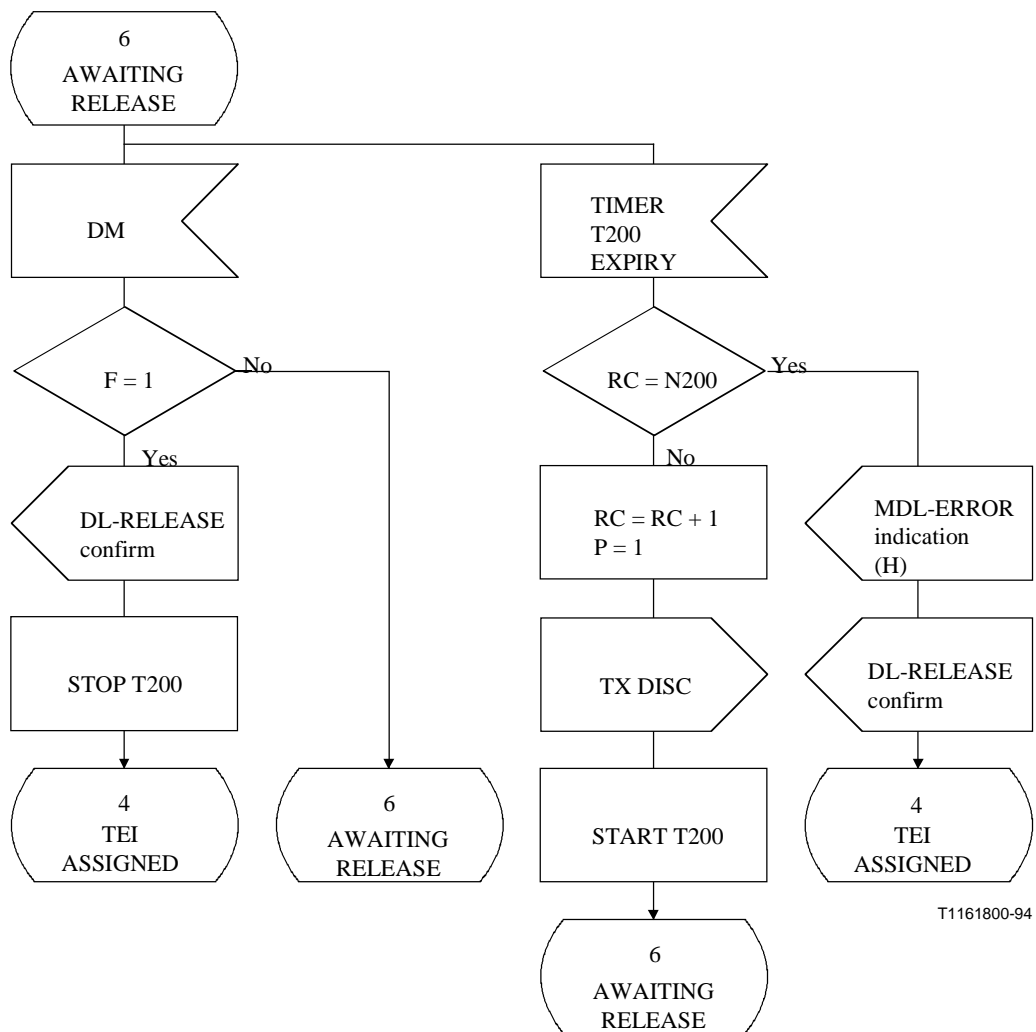 6
AWAITING
RELEASE
DM
TIMER
T200
EXPIRY
F = 1
No
Yes
RC = N200
Yes
No
DL-RELEASE
confirm
RC = RC + 1
P = 1
MDL-ERROR
indication
(H)
STOP T200
TX DISC
DL-RELEASE
confirm
4
TEI
ASSIGNED
6
AWAITING
RELEASE
START T200
4
TEI
ASSIGNED
T1161800-94
6
AWAITING
RELEASE